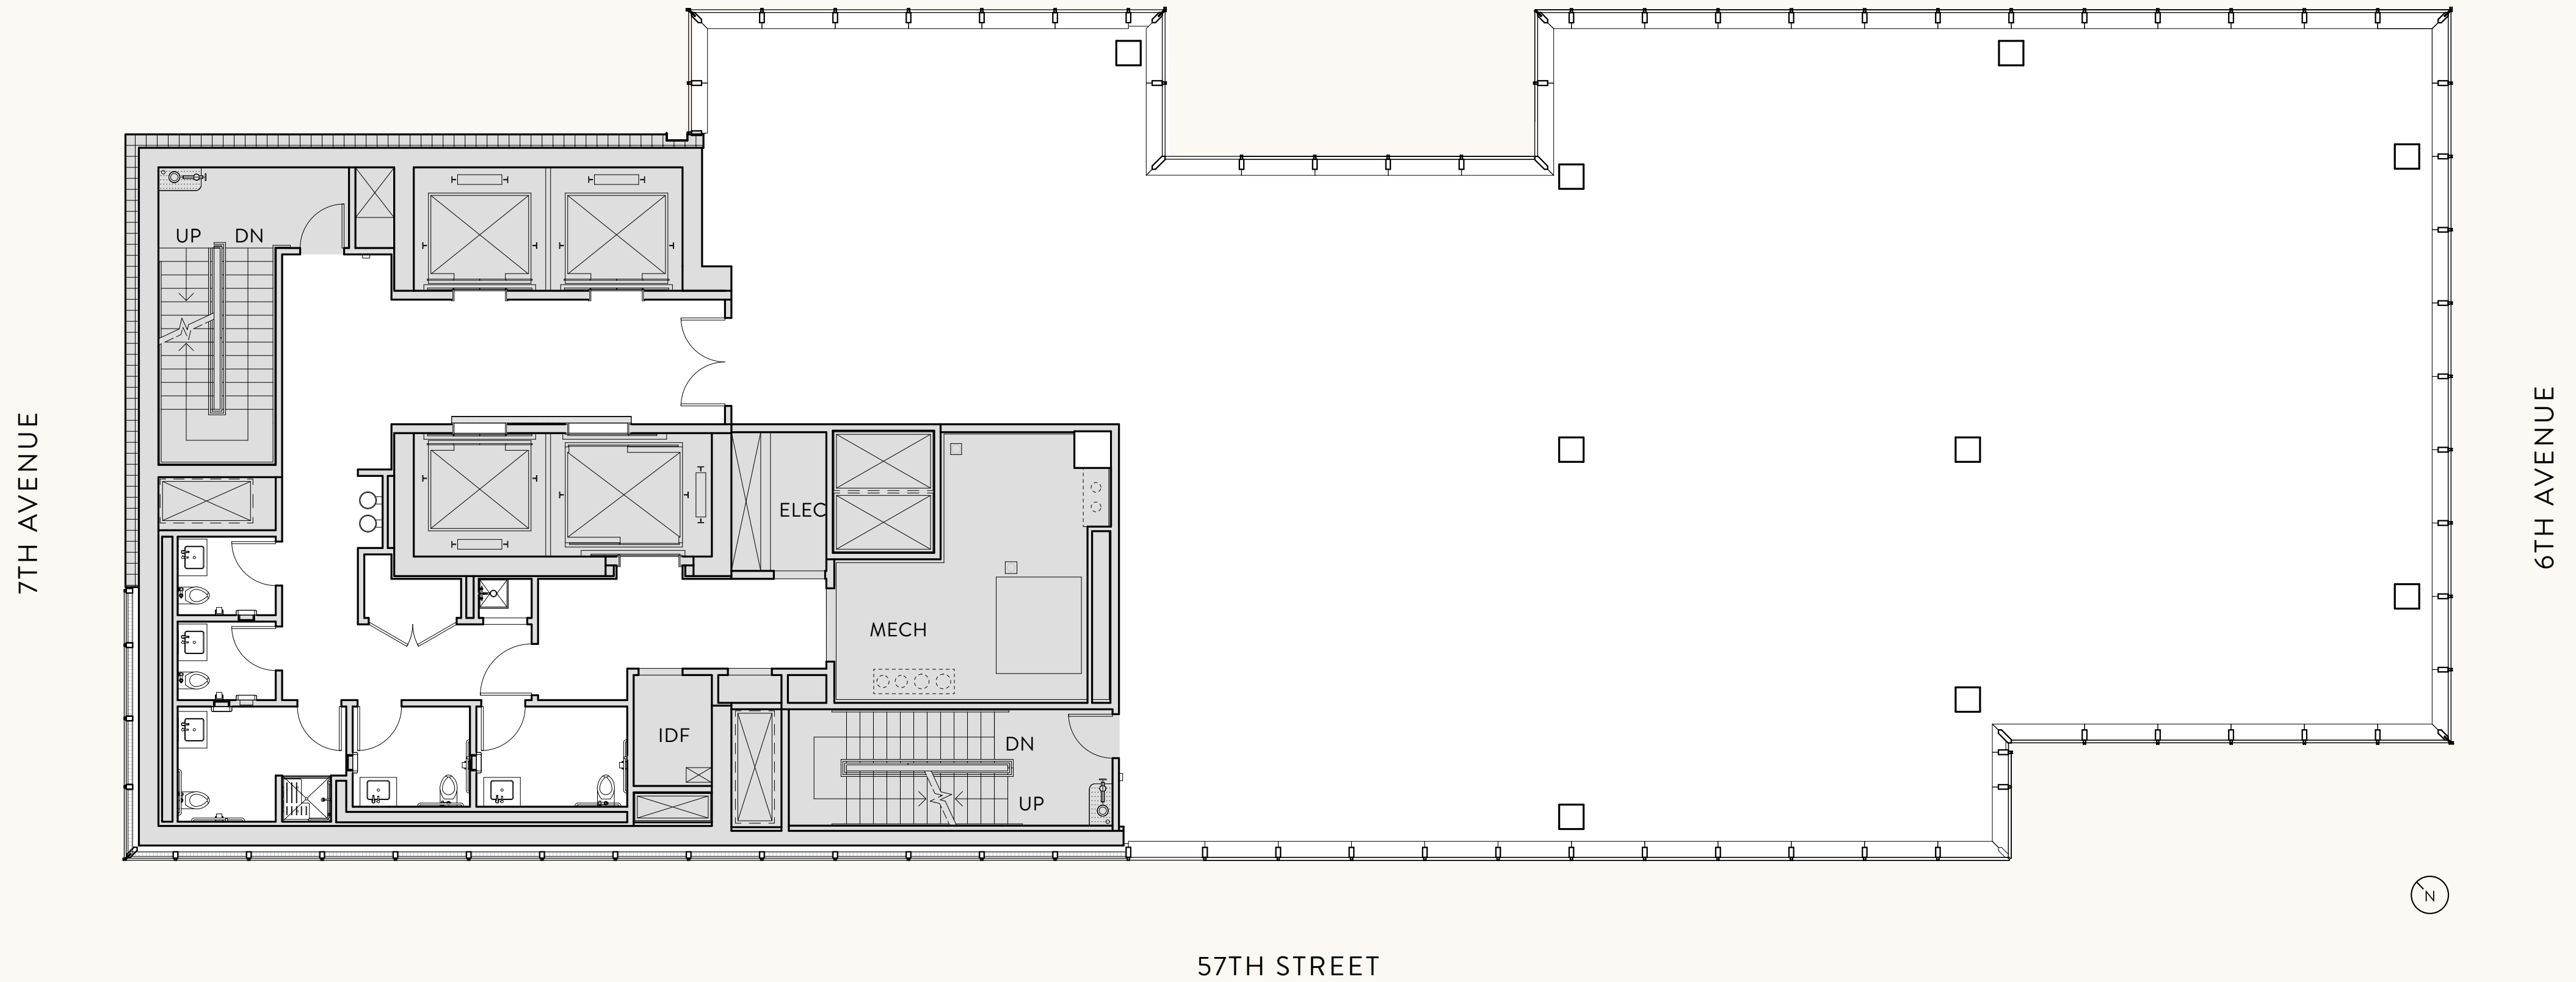 UP DN
7TH AVENUE
6TH AVENUE
ELEC
MECH
IDF
DN
UP
N
57TH STREET